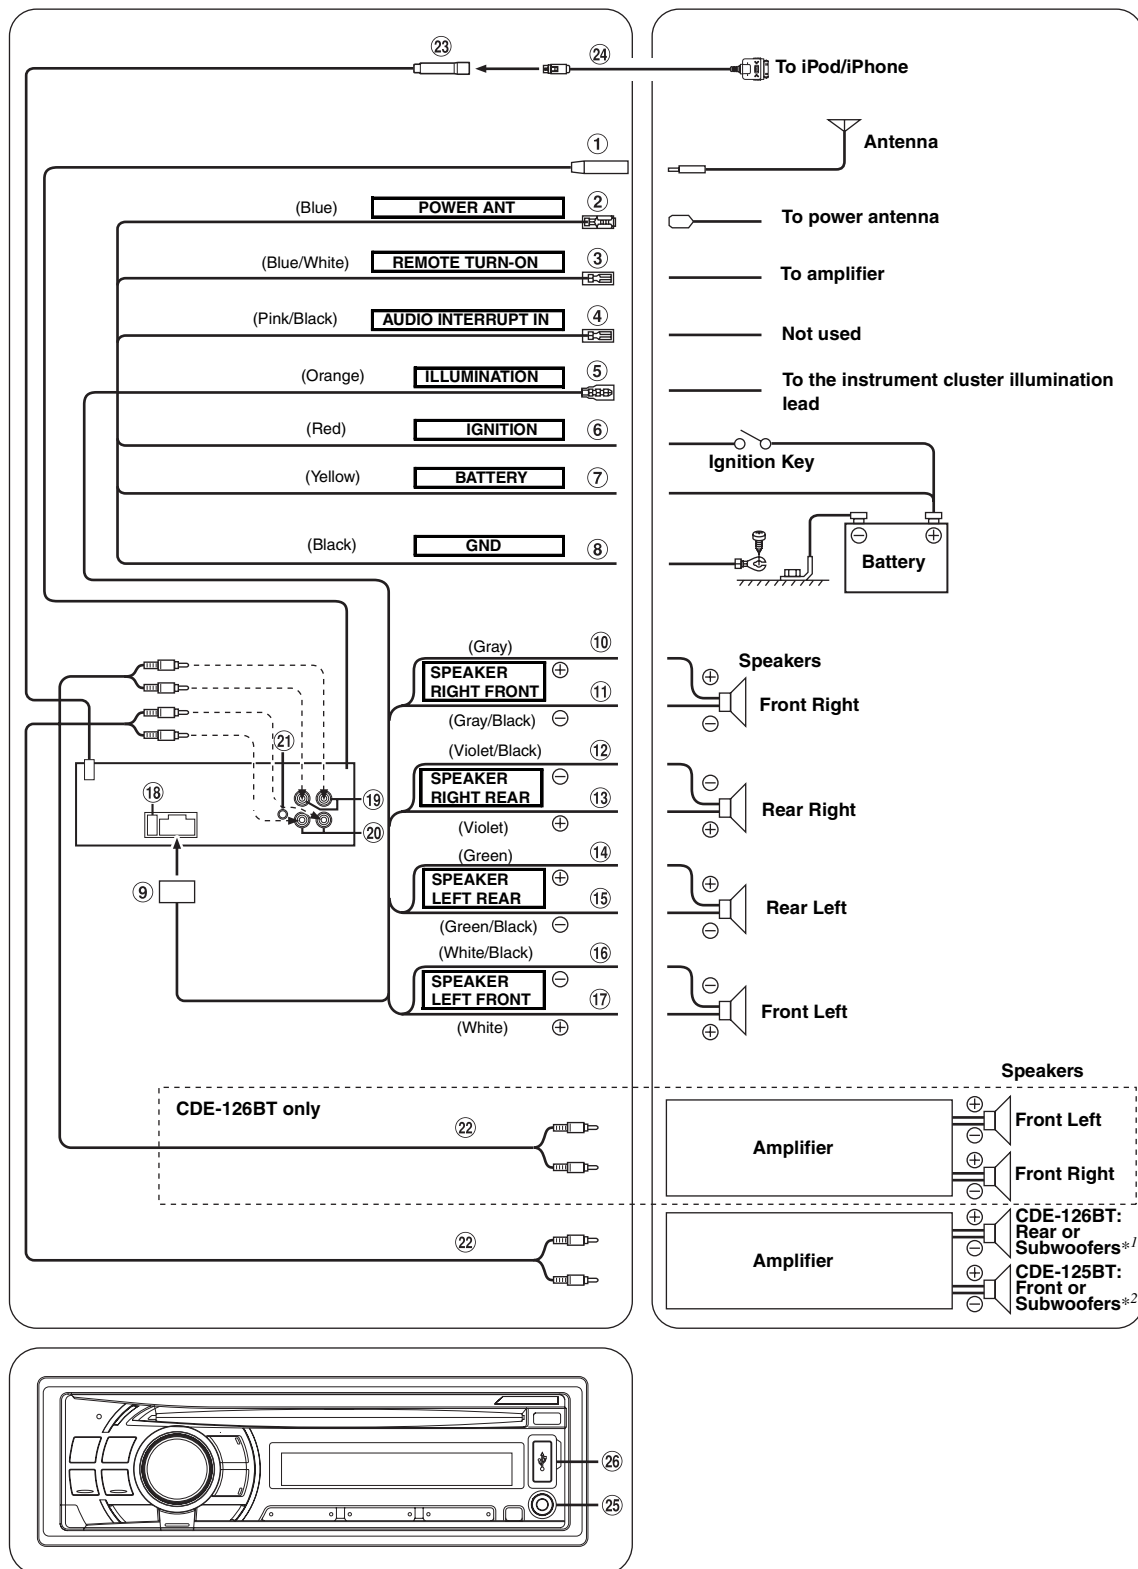 ㉓
㉔
To iPod/iPhone
①
Antenna
(Blue)
POWER ANT
②
To power antenna
(Blue/White)
REMOTE TURN-ON
③
To amplifier
(Pink/Black)
AUDIO INTERRUPT IN
④
Not used
(Orange)
ILLUMINATION
⑤
To the instrument cluster illumination
lead
(Red)
IGNITION
⑥
Ignition Key
(Yellow)
BATTERY
⑦
(Black)
GND
⑧
⊖
⊕
Battery
(Gray)
⑩
SPEAKER
RIGHT FRONT
⊕
⑪
(Gray/Black)
⊖
Speakers
⊕
Front Right
⊖
(Violet/Black)
⑫
SPEAKER
RIGHT REAR
⊖
⑬
(Violet)
⊕
⊖
Rear Right
⊕
㉑
⑱
⑲
⑳
⑨
(Green)
⑭
SPEAKER
LEFT REAR
⊕
⑮
(Green/Black)
⊖
⊕
Rear Left
⊖
(White/Black)
⑯
SPEAKER
LEFT FRONT
⊖
⑰
(White)
⊕
⊖
Front Left
⊕
Speakers
CDE-126BT only
㉒
Amplifier
⊕
Front Left
⊖
⊕
Front Right
⊖
㉒
Amplifier
⊕
⊖
CDE-126BT:
Rear or
Subwoofers*1
⊕
⊖
CDE-125BT:
Front or
Subwoofers*2
㉖
㉕